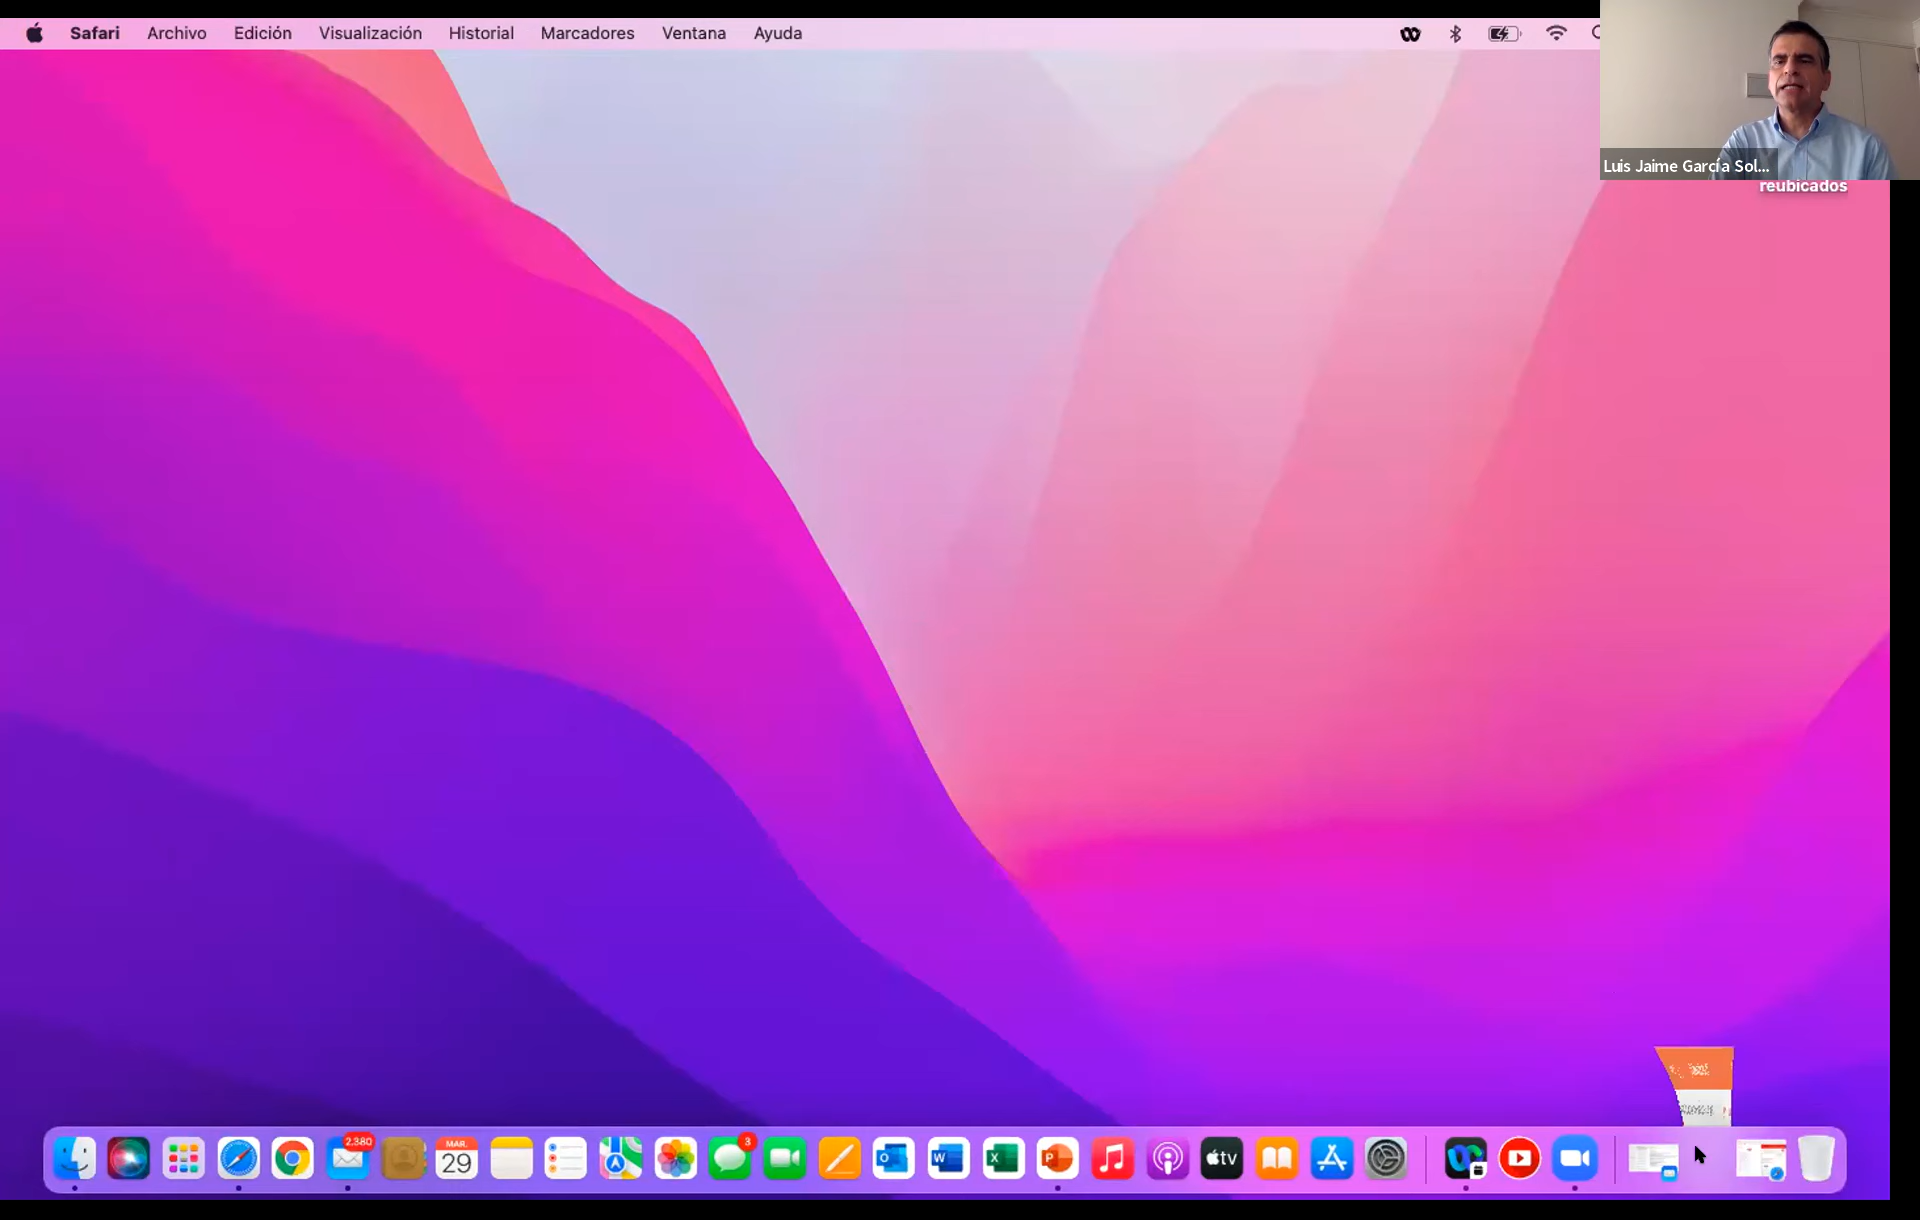 Safari Archivo Edición Visualización Historial Marcadores Ventana Ayuda
Luis Jaime García Sol...
reubicados
2,380
MAR.
29
3
tv